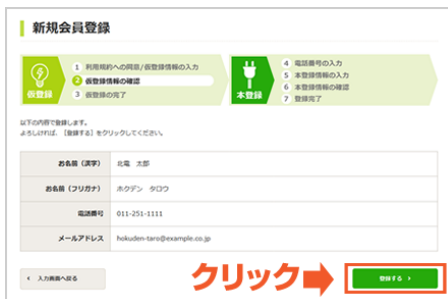 新規会員登録
仮登録
1 利用規約への同意/仮登録情報の入力
2 仮登録情報の確認
3 仮登録の完了
本登録
4 電話番号の入力
5 本登録情報の入力
6 本登録情報の確認
7 登録完了
以下の内容で登録します。
よろしければ、［登録する］をクリックしてください。
お名前（漢字） 北電 太郎
お名前（フリガナ） ホクデン タロウ
電話番号 011-251-1111
メールアドレス hokuden-taro@example.co.jp
‹ 入力画面へ戻る
クリック
登録する ›